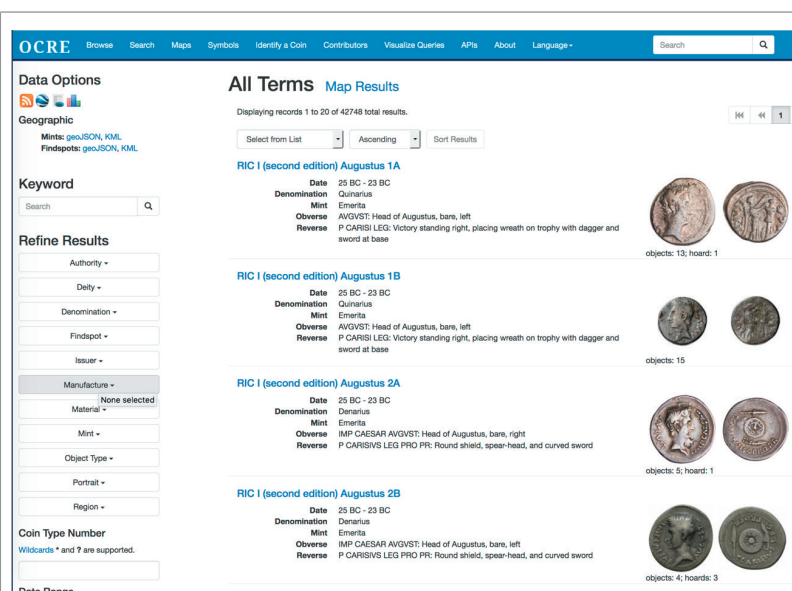 OCRE Browse Search Maps Symbols Identify a Coin Contributors Visualize Queries APIs About Language Search
Data Options
Geographic
Mints: geoJSON, KML
Findspots: geoJSON, KML
Keyword
Search
Refine Results
Authority
Deity
Denomination
Findspot
Issuer
Manufacture
None selected
Material
Mint
Object Type
Portrait
Region
Coin Type Number
Wildcards * and ? are supported.
All Terms Map Results
Displaying records 1 to 20 of 42748 total results.
1
Select from List Ascending Sort Results
RIC I (second edition) Augustus 1A
Date 25 BC - 23 BC
Denomination Quinarius
Mint Emerita
Obverse AVGVST: Head of Augustus, bare, left
Reverse P CARISI LEG: Victory standing right, placing wreath on trophy with dagger and
sword at base
objects: 13; hoard: 1
RIC I (second edition) Augustus 1B
Date 25 BC - 23 BC
Denomination Quinarius
Mint Emerita
Obverse AVGVST: Head of Augustus, bare, left
Reverse P CARISI LEG: Victory standing right, placing wreath on trophy with dagger and
sword at base
objects: 15
RIC I (second edition) Augustus 2A
Date 25 BC - 23 BC
Denomination Denarius
Mint Emerita
Obverse IMP CAESAR AVGVST: Head of Augustus, bare, right
Reverse P CARISIVS LEG PRO PR: Round shield, spear-head, and curved sword
objects: 5; hoard: 1
RIC I (second edition) Augustus 2B
Date 25 BC - 23 BC
Denomination Denarius
Mint Emerita
Obverse IMP CAESAR AVGVST: Head of Augustus, bare, left
Reverse P CARISIVS LEG PRO PR: Round shield, spear-head, and curved sword
objects: 4; hoards: 3